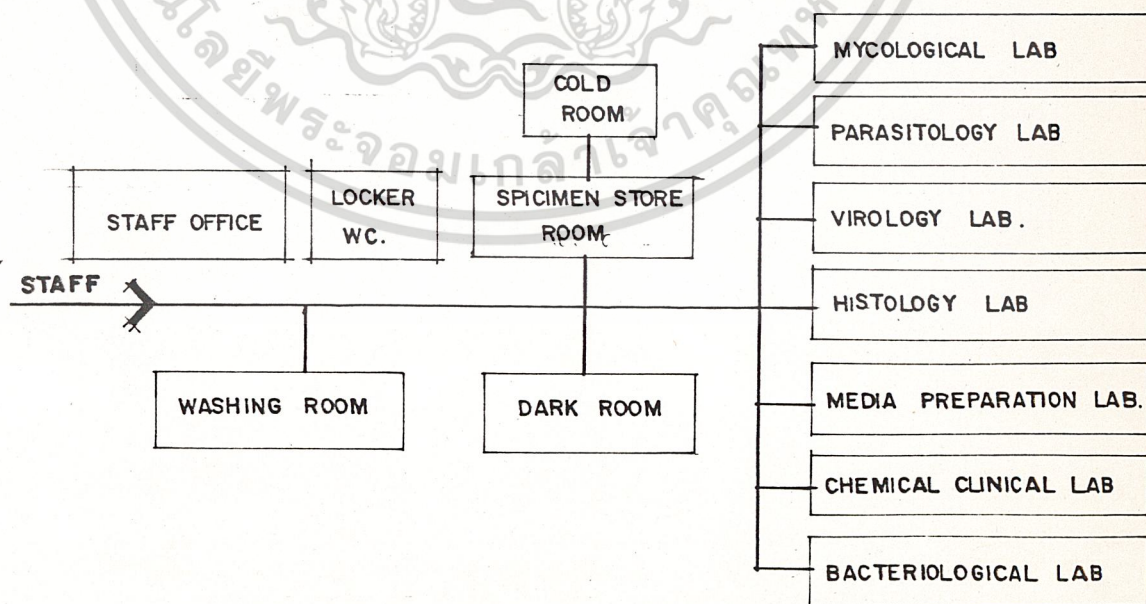 MYCOLOGICAL LAB
COLD
ROOM
PARASITOLOGY LAB
STAFF OFFICE
LOCKER
WC.
SPICIMEN STORE
ROOM
VIROLOGY LAB.
STAFF
HISTOLOGY LAB
WASHING ROOM
DARK ROOM
MEDIA PREPARATION LAB.
CHEMICAL CLINICAL LAB
BACTERIOLOGICAL LAB